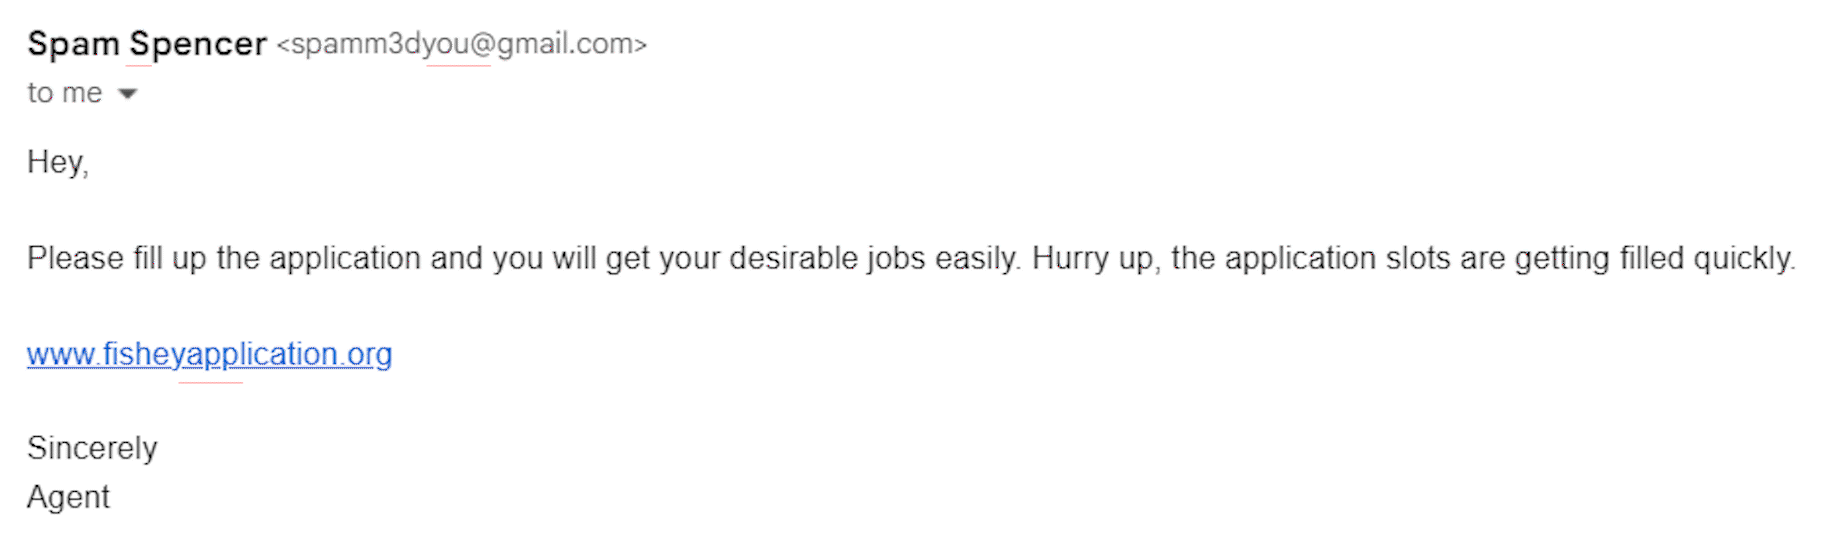 Spam Spencer <spamm3dyou@gmail.com>
to me
Hey,
Please fill up the application and you will get your desirable jobs easily. Hurry up, the application slots are getting filled quickly.
www.fisheyapplication.org
Sincerely
Agent